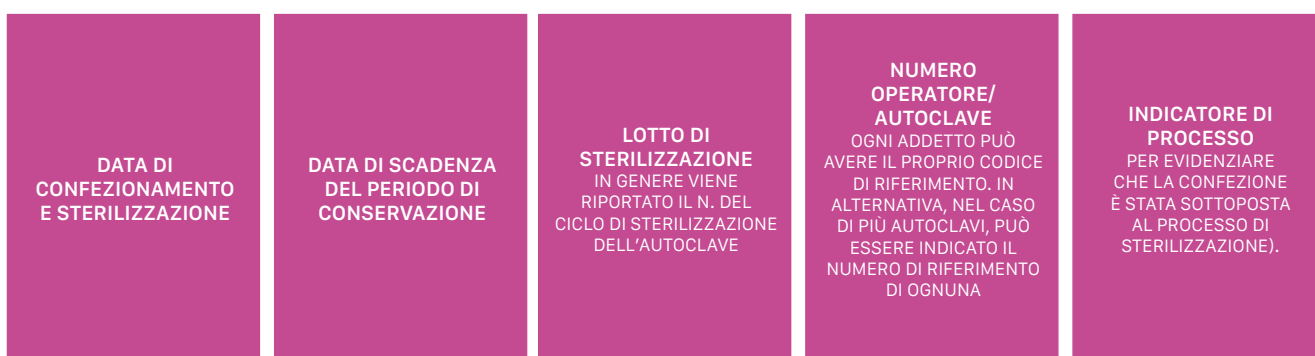 DATA DI
CONFEZIONAMENTO
E STERILIZZAZIONE
DATA DI SCADENZA
DEL PERIODO DI
CONSERVAZIONE
LOTTO DI
STERILIZZAZIONE
IN GENERE VIENE
RIPORTATO IL N. DEL
CICLO DI STERILIZZAZIONE
DELL'AUTOCLAVE
NUMERO
OPERATORE/
AUTOCLAVE
OGNI ADDETTO PUÒ
AVERE IL PROPRIO CODICE
DI RIFERIMENTO. IN
ALTERNATIVA, NEL CASO
DI PIÙ AUTOCLAVI, PUÒ
ESSERE INDICATO IL
NUMERO DI RIFERIMENTO
DI OGNUNA
INDICATORE DI
PROCESSO
PER EVIDENZIARE
CHE LA CONFEZIONE
È STATA SOTTOPOSTA
AL PROCESSO DI
STERILIZZAZIONE).